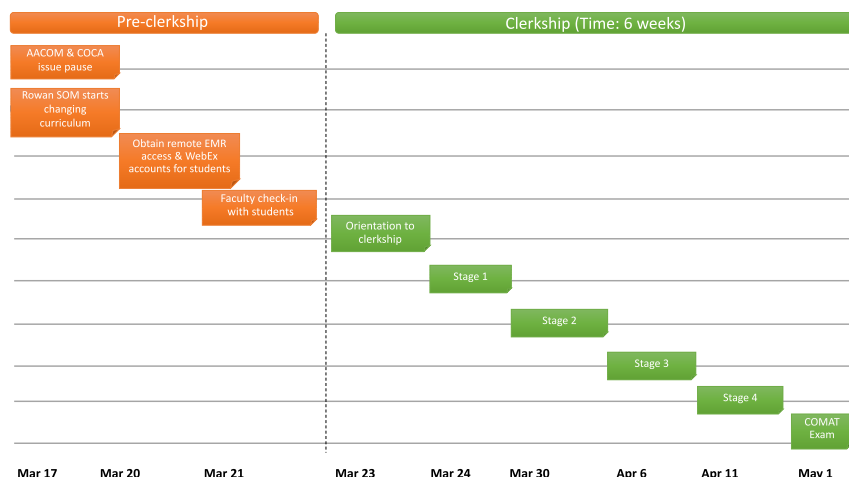 Pre-clerkship
Clerkship (Time: 6 weeks)
AACOM & COCA
issue pause
Rowan SOM starts
changing
curriculum
Obtain remote EMR
access & WebEx
accounts for students
Faculty check-in
with students
Orientation to
clerkship
Stage 1
Stage 2
Stage 3
Stage 4
COMAT
Exam
Mar 17
Mar 20
Mar 21
Mar 23
Mar 24
Mar 30
Apr 6
Apr 11
May 1